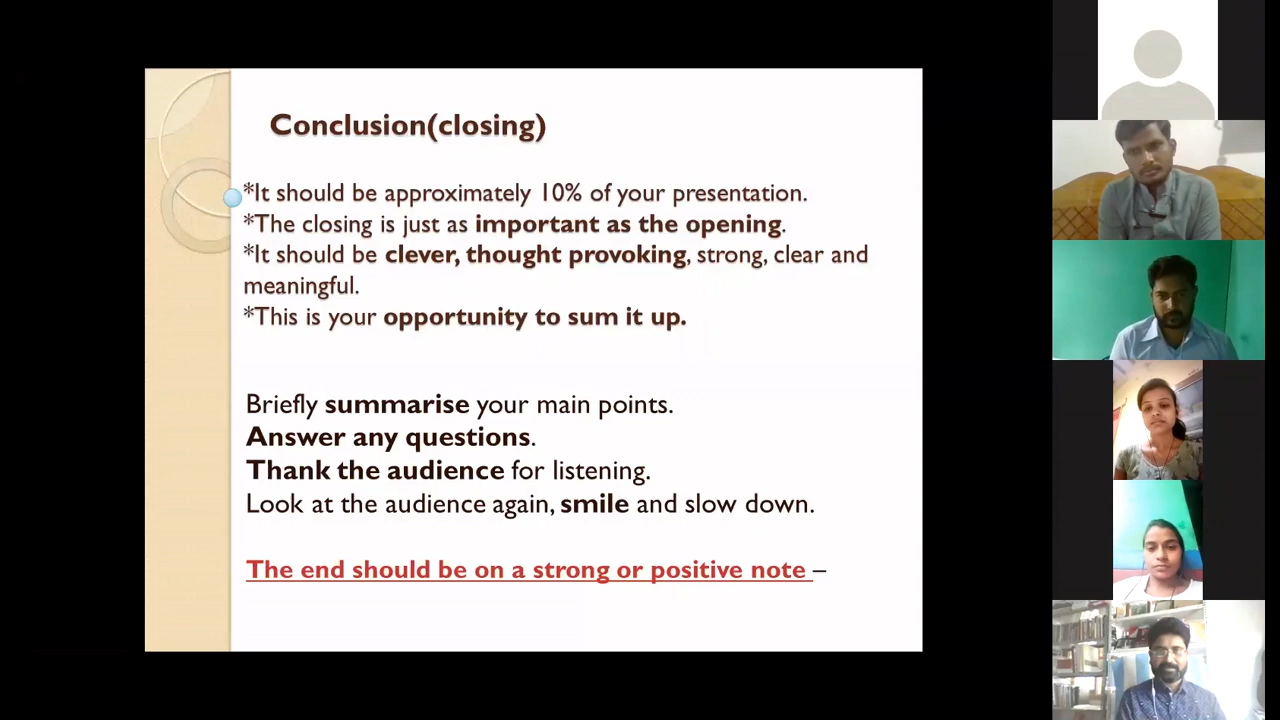 Conclusion(closing)
*It should be approximately 10% of your presentation.
*The closing is just as important as the opening.
*It should be clever, thought provoking, strong, clear and
meaningful.
*This is your opportunity to sum it up.
Briefly summarise your main points.
Answer any questions.
Thank the audience for listening.
Look at the audience again, smile and slow down.
The end should be on a strong or positive note –